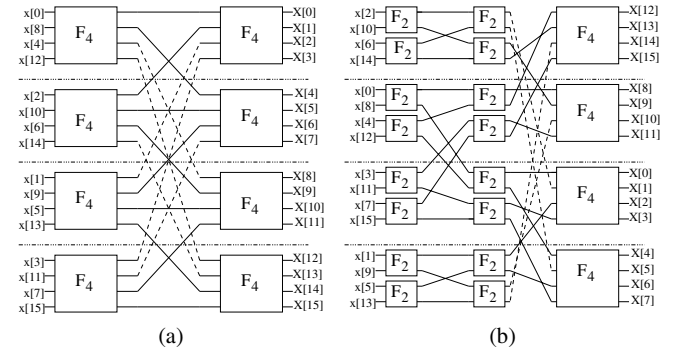 x[0] X[0]
x[8] F4 F4 X[1]
x[4] X[2]
x[12] X[3]
x[2] X[4]
x[10] F4 F4 X[5]
x[6] X[6]
x[14] X[7]
x[1] X[8]
x[9] F4 F4 X[9]
x[5] X[10]
x[13] X[11]
x[3] X[12]
x[11] F4 F4 X[13]
x[7] X[14]
x[15] X[15]
(a)
x[2] F2 F2 X[12]
x[10] F4 X[13]
x[6] F2 F2 X[14]
x[14] X[15]
x[0] F2 F2 X[8]
x[8] F4 X[9]
x[4] F2 F2 X[10]
x[12] X[11]
x[3] F2 F2 X[0]
x[11] F4 X[1]
x[7] F2 F2 X[2]
x[15] X[3]
x[1] F2 F2 X[4]
x[9] F4 X[5]
x[5] F2 F2 X[6]
x[13] X[7]
(b)